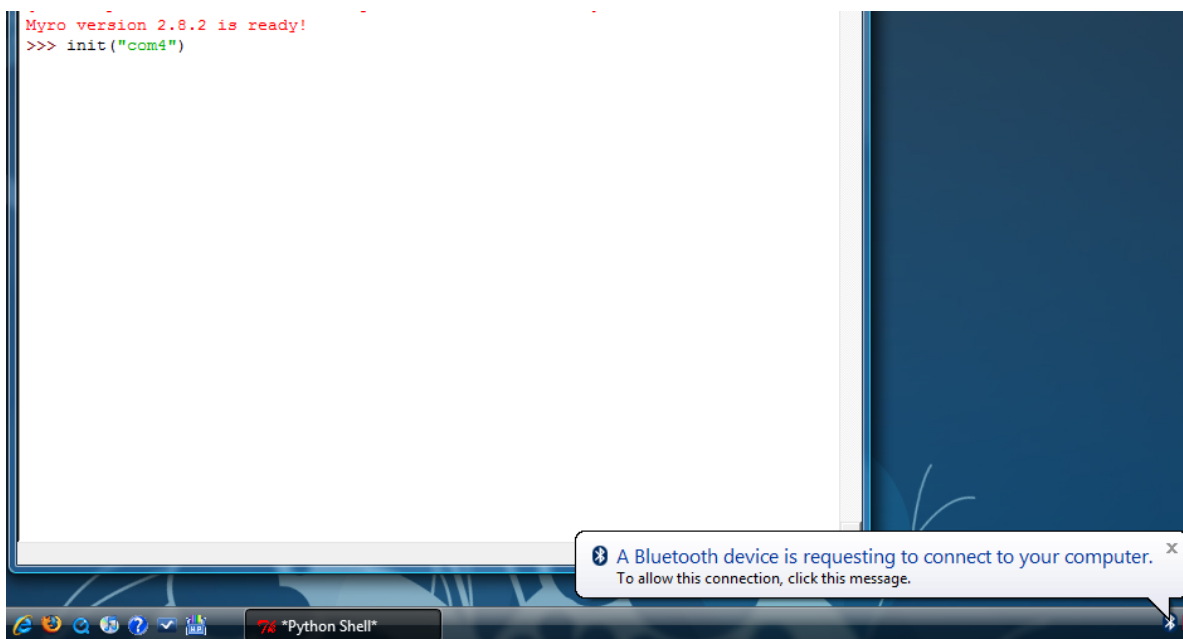 Myro version 2.8.2 is ready!
>>> init("com4")
A Bluetooth device is requesting to connect to your computer.
To allow this connection, click this message.
*Python Shell*